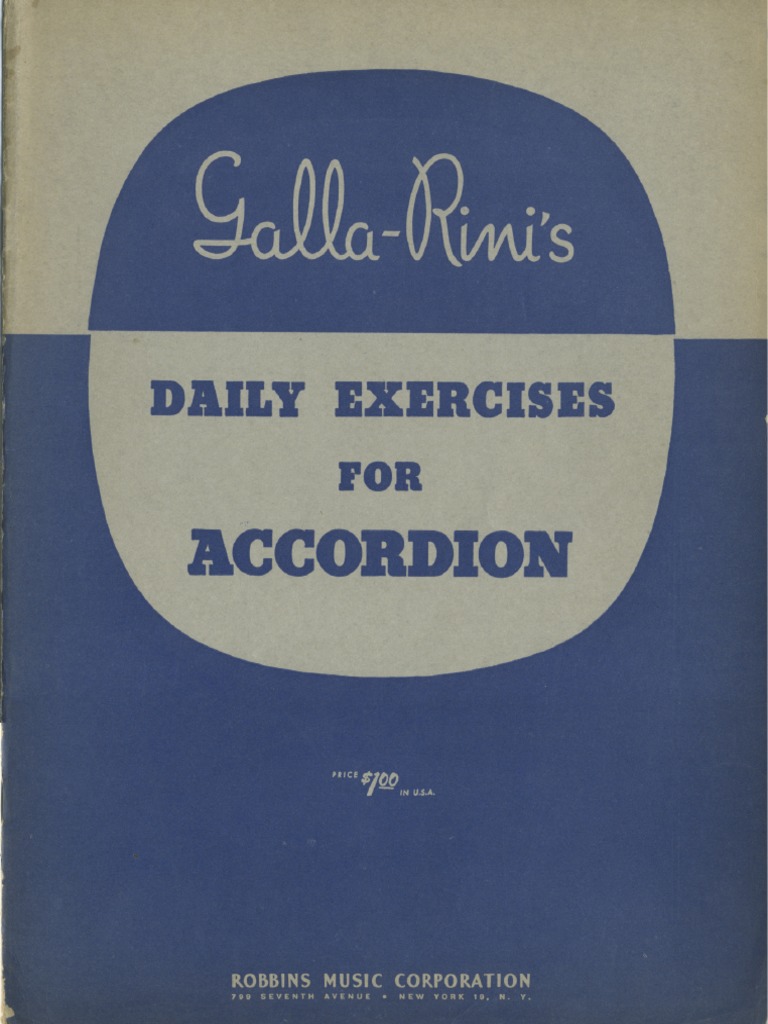 Galla-Rini's
DAILY EXERCISES
FOR
ACCORDION
PRICE $1.00 IN U.S.A.
ROBBINS MUSIC CORPORATION
799 SEVENTH AVENUE • NEW YORK 19, N. Y.